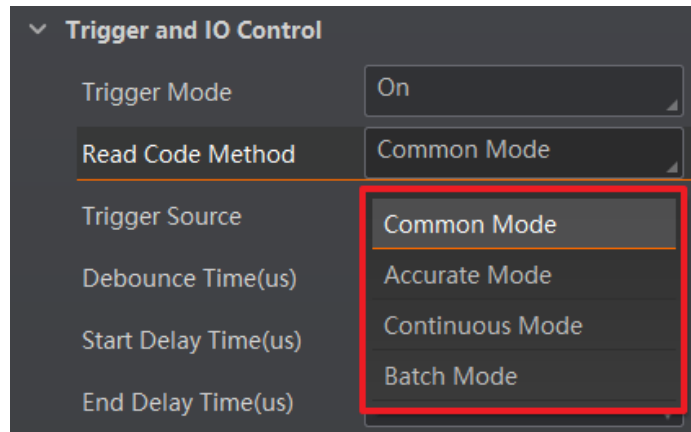 Trigger and IO Control
Trigger Mode On
Read Code Method Common Mode
Trigger Source Common Mode
Debounce Time(us) Accurate Mode
Start Delay Time(us) Continuous Mode
End Delay Time(us) Batch Mode